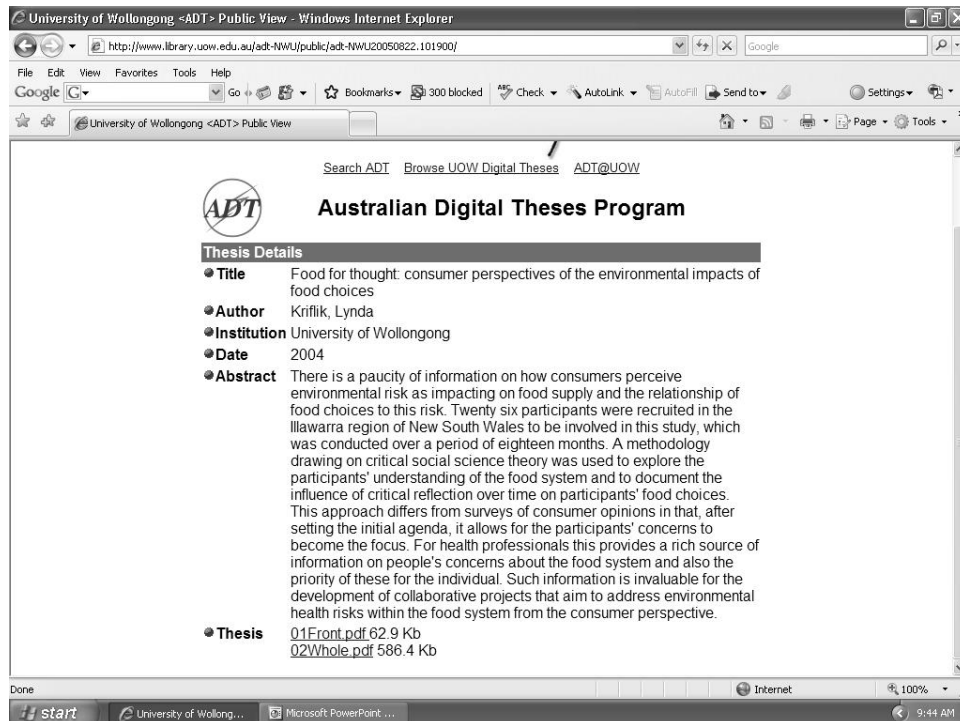 University of Wollongong <ADT> Public View - Windows Internet Explorer
http://www.library.uow.edu.au/adt-NWU/public/adt-NWU20050822.101900/
Google
File Edit View Favorites Tools Help
Google G Go 300 blocked Bookmarks Check AutoLink AutoFill Send to Settings
University of Wollongong <ADT> Public View Page Tools
Search ADT Browse UOW Digital Theses ADT@UOW
ADT
Australian Digital Theses Program
Thesis Details
Title Food for thought: consumer perspectives of the environmental impacts of
food choices
Author Kriflik, Lynda
Institution University of Wollongong
Date 2004
Abstract There is a paucity of information on how consumers perceive
environmental risk as impacting on food supply and the relationship of
food choices to this risk. Twenty six participants were recruited in the
Illawarra region of New South Wales to be involved in this study, which
was conducted over a period of eighteen months. A methodology
drawing on critical social science theory was used to explore the
participants' understanding of the food system and to document the
influence of critical reflection over time on participants' food choices.
This approach differs from surveys of consumer opinions in that, after
setting the initial agenda, it allows for the participants' concerns to
become the focus. For health professionals this provides a rich source of
information on people's concerns about the food system and also the
priority of these for the individual. Such information is invaluable for the
development of collaborative projects that aim to address environmental
health risks within the food system from the consumer perspective.
Thesis 01Front.pdf 62.9 Kb
02Whole.pdf 586.4 Kb
Done Internet 100%
start University of Wollong... Microsoft PowerPoint ... 9:44 AM